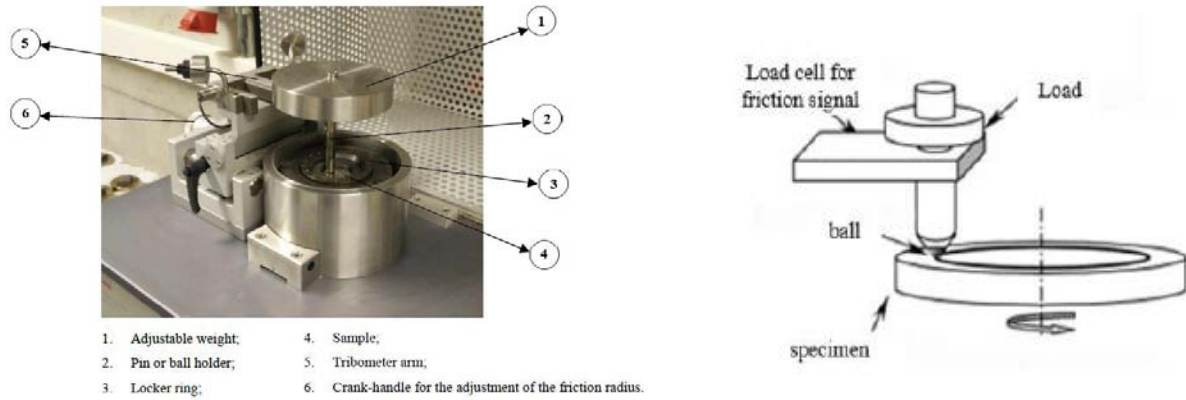 1
5
6
2
3
4
1. Adjustable weight;
2. Pin or ball holder;
3. Locker ring;
4. Sample;
5. Tribometer arm;
6. Crank-handle for the adjustment of the friction radius.
Load cell for
friction signal
Load
ball
specimen